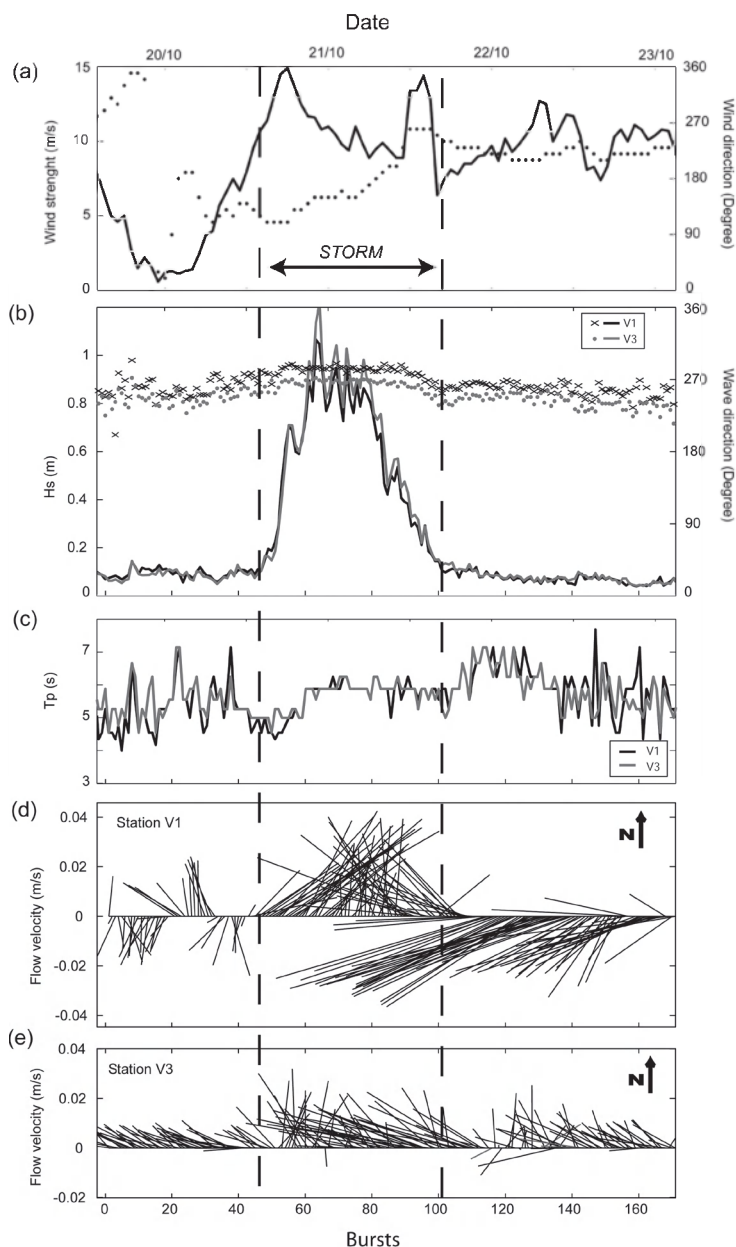 Date
20/10 21/10 22/10 23/10
(a)
15
10
5
0
Wind strenght (m/s)
360
270
180
90
0
Wind direction (Degree)
STORM
(b)
1
0.8
0.6
0.4
0.2
0
Hs (m)
360
270
180
90
0
Wave direction (Degree)
V1
V3
(c)
7
5
3
Tp (s)
V1
V3
(d)
0.04
0.02
0
-0.02
-0.04
Flow velocity (m/s)
Station V1
N
(e)
0.04
0.02
0
-0.02
Flow velocity (m/s)
Station V3
N
0 20 40 60 80 100 120 140 160
Bursts